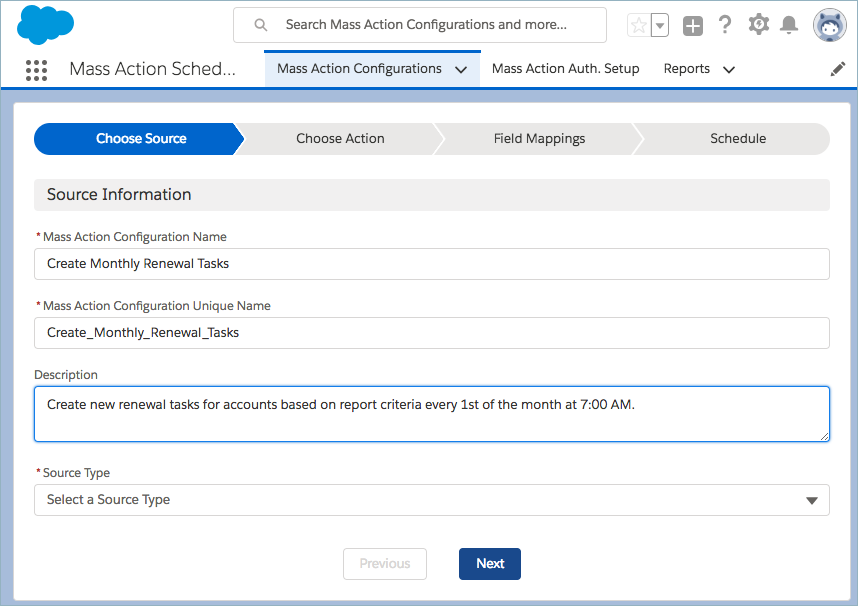 Search Mass Action Configurations and more...
Mass Action Sched...
Mass Action Configurations
Mass Action Auth. Setup
Reports
Choose Source
Choose Action
Field Mappings
Schedule
Source Information
* Mass Action Configuration Name
Create Monthly Renewal Tasks
* Mass Action Configuration Unique Name
Create_Monthly_Renewal_Tasks
Description
Create new renewal tasks for accounts based on report criteria every 1st of the month at 7:00 AM.
* Source Type
Select a Source Type
Previous
Next